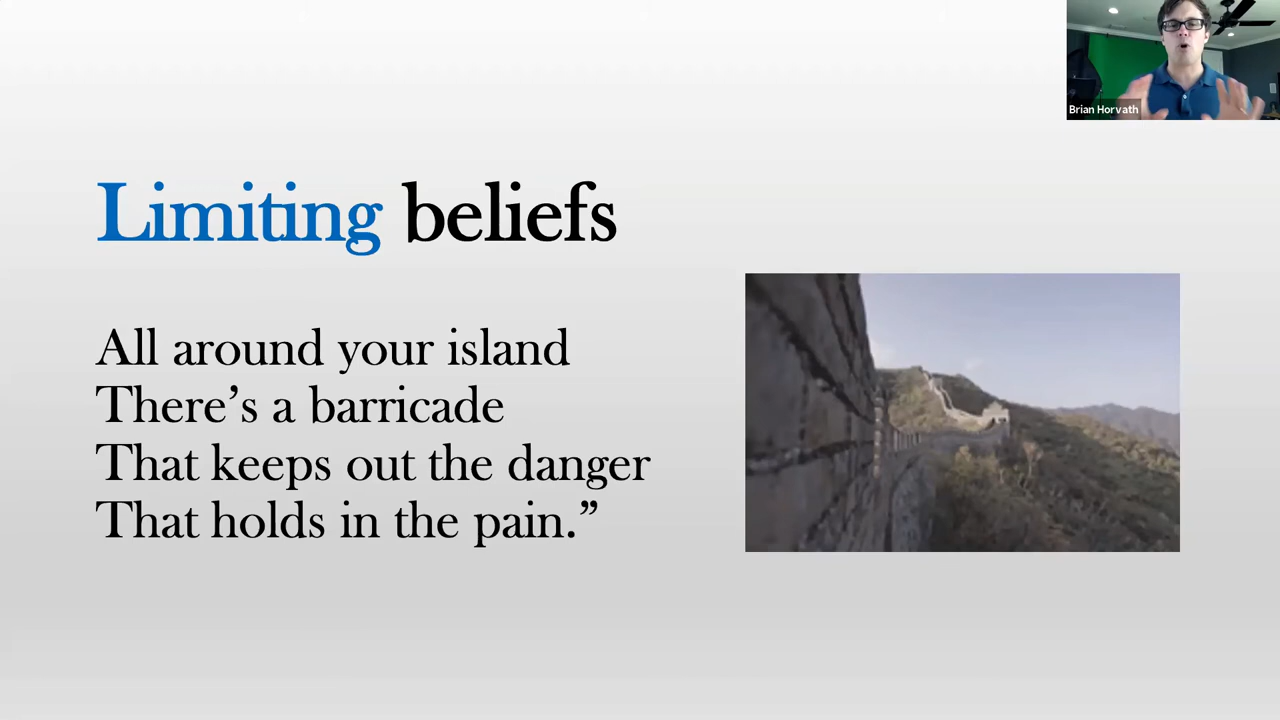 Brian Horvath
Limiting beliefs
All around your island
There’s a barricade
That keeps out the danger
That holds in the pain.”